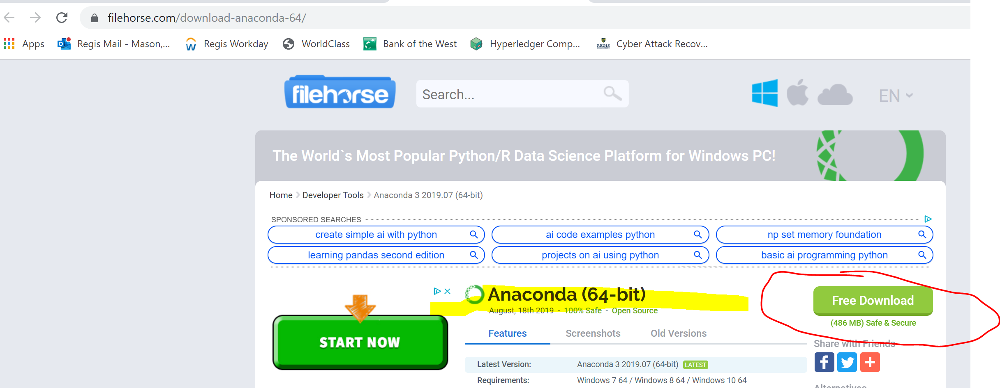 filehorse.com/download-anaconda-64/
Apps Regis Mail - Mason,... Regis Workday WorldClass Bank of the West Hyperledger Comp... REGIS UNIVERSITY Cyber Attack Recov...
filehorse Search... EN
The World`s Most Popular Python/R Data Science Platform for Windows PC!
Home Developer Tools Anaconda 3 2019.07 (64-bit)
SPONSORED SEARCHES
create simple ai with python ai code examples python np set memory foundation
learning pandas second edition projects on ai using python basic ai programming python
Anaconda (64-bit)
August, 18th 2019 - 100% Safe - Open Source
Free Download
(486 MB) Safe & Secure
START NOW
Features Screenshots Old Versions
Share with Friends
Latest Version: Anaconda 3 2019.07 (64-bit) LATEST
Requirements: Windows 7 64 / Windows 8 64 / Windows 10 64
Alternatives